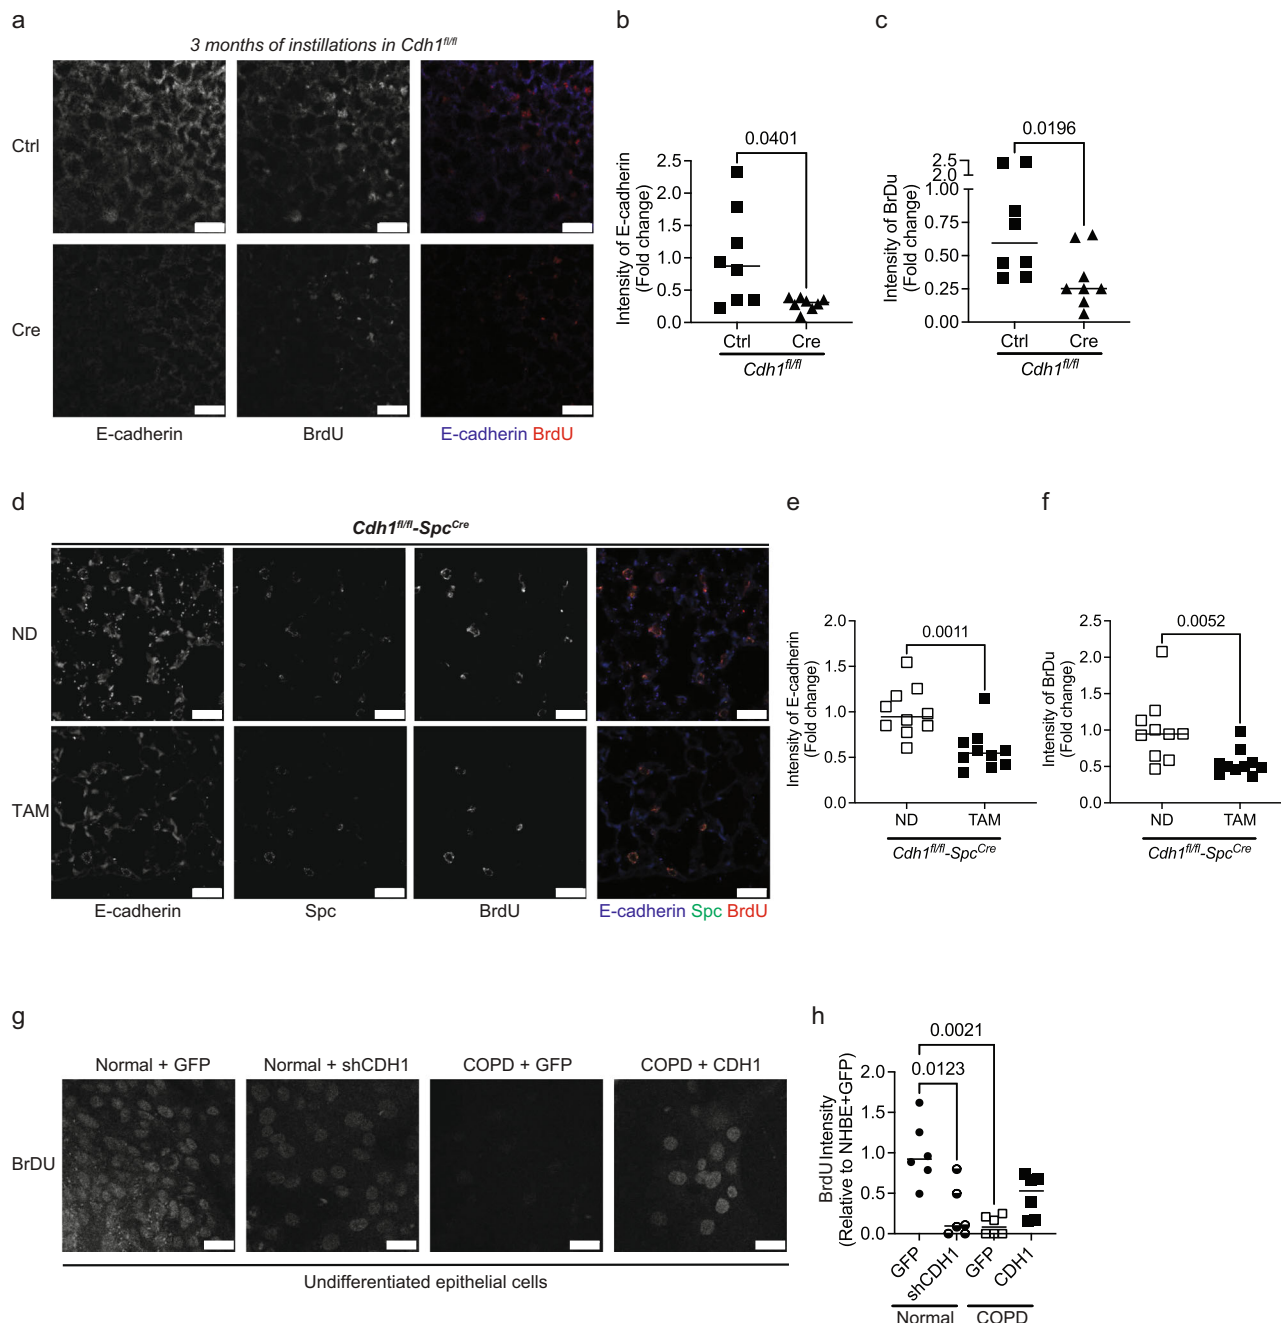 a
3 months of instillations in Cdh1fl/fl
Ctrl
Cre
E-cadherin
BrdU
E-cadherin BrdU
b
0.0401
Intensity of E-cadherin
(Fold change)
2.5
2.0
1.5
1.0
0.5
0.0
Ctrl
Cre
Cdh1fl/fl
c
0.0196
Intensity of BrDu
(Fold change)
2.5
2.0
1.00
0.75
0.50
0.25
0.00
Ctrl
Cre
Cdh1fl/fl
d
Cdh1fl/fl-SpcCre
ND
TAM
E-cadherin
Spc
BrdU
E-cadherin Spc BrdU
e
0.0011
Intensity of E-cadherin
(Fold change)
2.0
1.5
1.0
0.5
0.0
ND
TAM
Cdh1fl/fl-SpcCre
f
0.0052
Intensity of BrDu
(Fold change)
2.5
2.0
1.5
1.0
0.5
0.0
ND
TAM
Cdh1fl/fl-SpcCre
g
Normal + GFP
Normal + shCDH1
COPD + GFP
COPD + CDH1
BrDU
Undifferentiated epithelial cells
h
0.0021
0.0123
BrdU Intensity
(Relative to NHBE+GFP)
2.0
1.5
1.0
0.5
0.0
GFP
shCDH1
GFP
CDH1
Normal
COPD